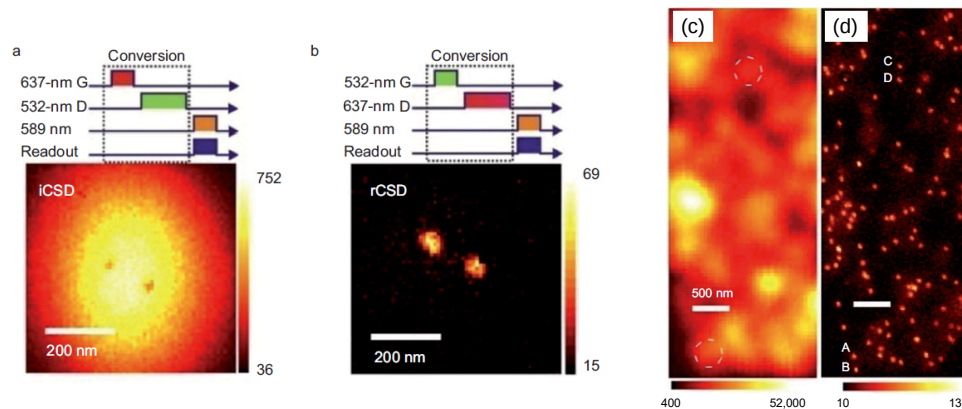 a
Conversion
637-nm G
532-nm D
589 nm
Readout
iCSD
752
200 nm
36
b
Conversion
532-nm G
637-nm D
589 nm
Readout
rCSD
69
200 nm
15
(c)
500 nm
400 52,000
(d)
C
D
A
B
10 13